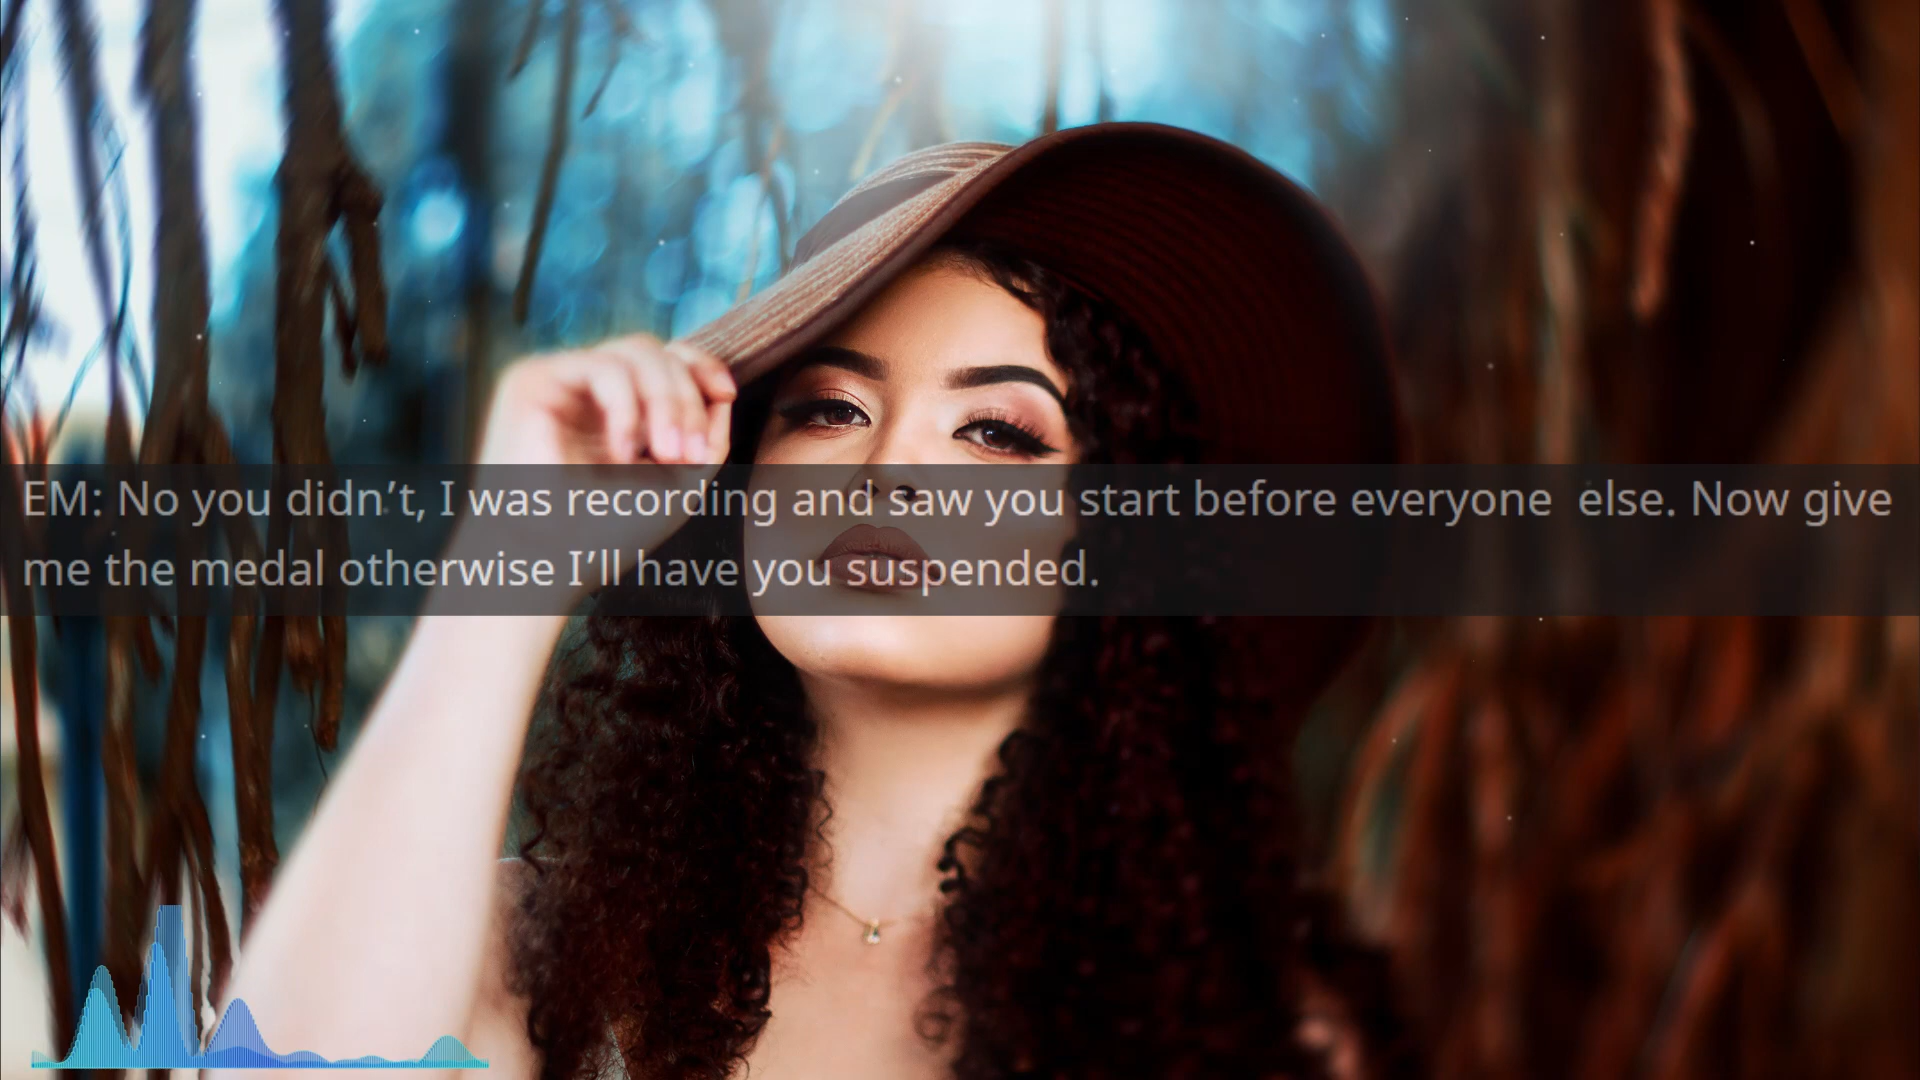 EM: No you didn’t, I was recording and saw you start before everyone  else. Now give
me the medal otherwise I’ll have you suspended.